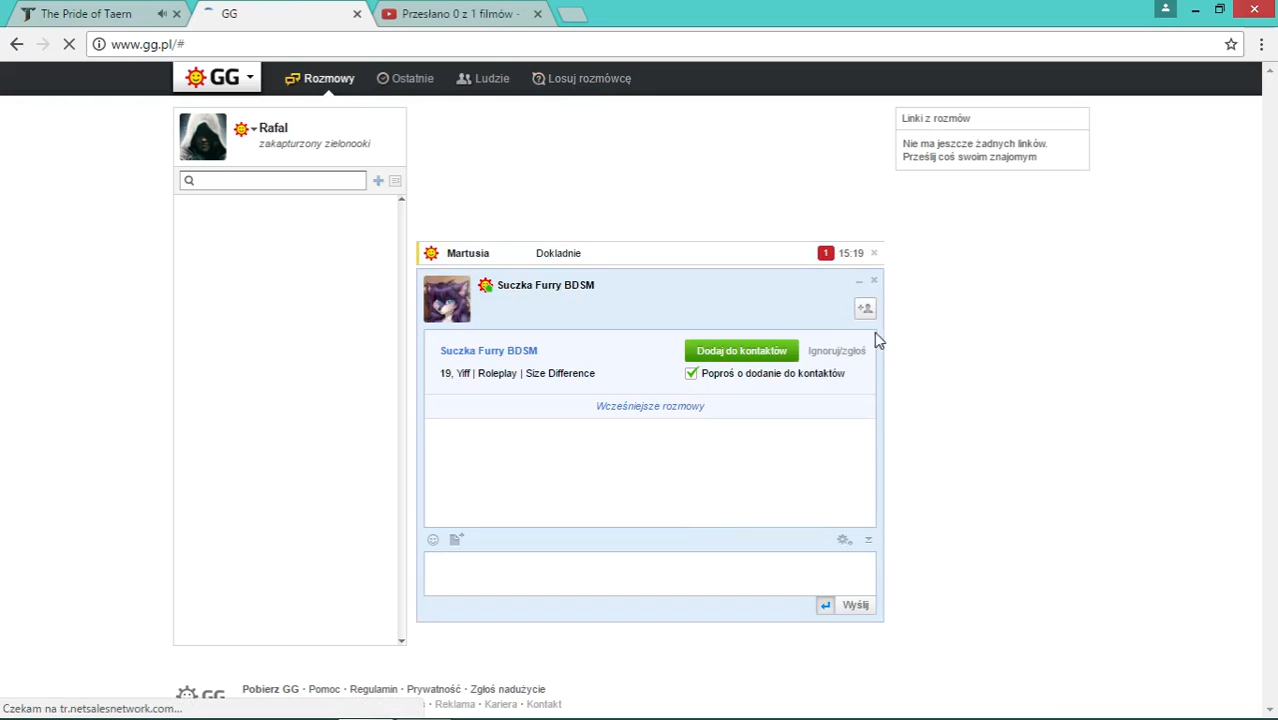 The Pride of Taern
GG
Przesłano 0 z 1 filmów -
www.gg.pl/#
GG
Rozmowy
Ostatnie
Ludzie
Losuj rozmówcę
Rafal
zakapturzony zielonooki
Linki z rozmów
Nie ma jeszcze żadnych linków.
Prześlij coś swoim znajomym
Martusia Dokladnie 1 15:19
Suczka Furry BDSM
Suczka Furry BDSM Dodaj do kontaktów Ignoruj/zgłoś
19, Yiff | Roleplay | Size Difference Poproś o dodanie do kontaktów
Wcześniejsze rozmowy
Wyślij
GG
Pobierz GG · Pomoc · Regulamin · Prywatność · Zgłoś nadużycie
· Reklama · Kariera · Kontakt
Czekam na tr.netsalesnetwork.com...